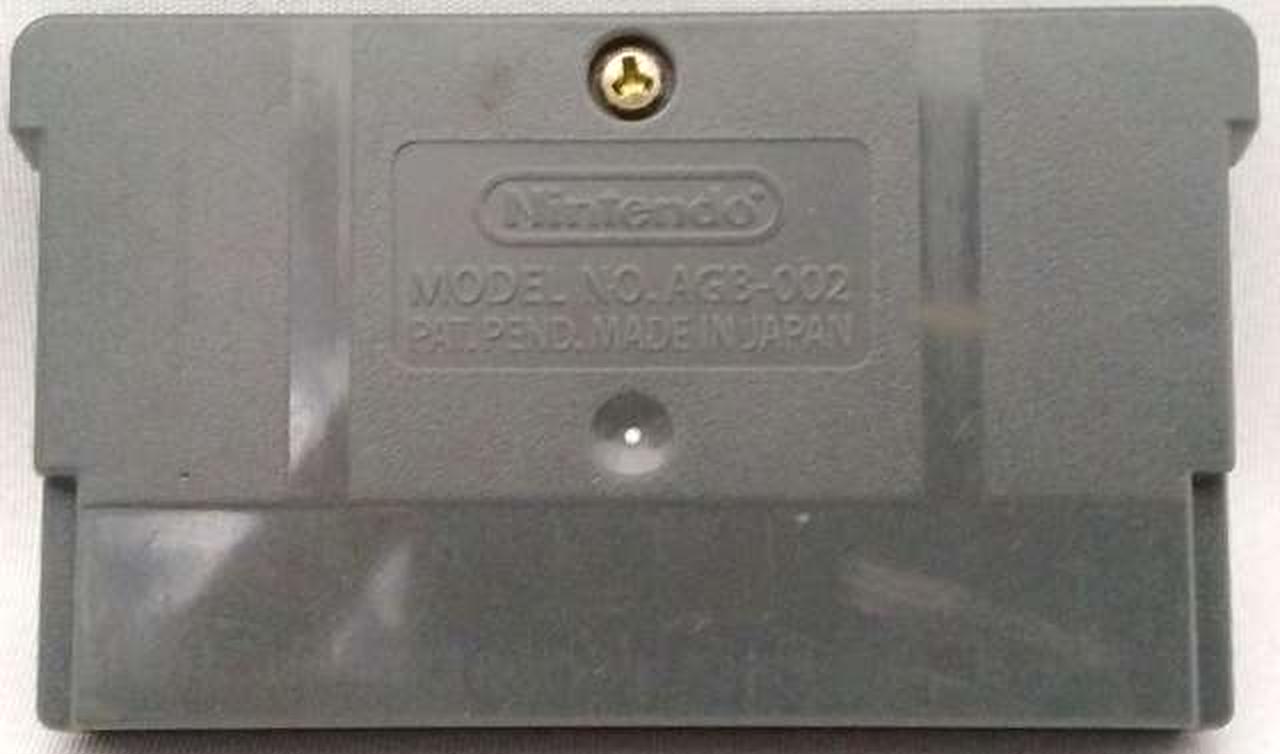 Nintendo
MODEL NO. AGB-002
PAT. PEND. MADE IN JAPAN